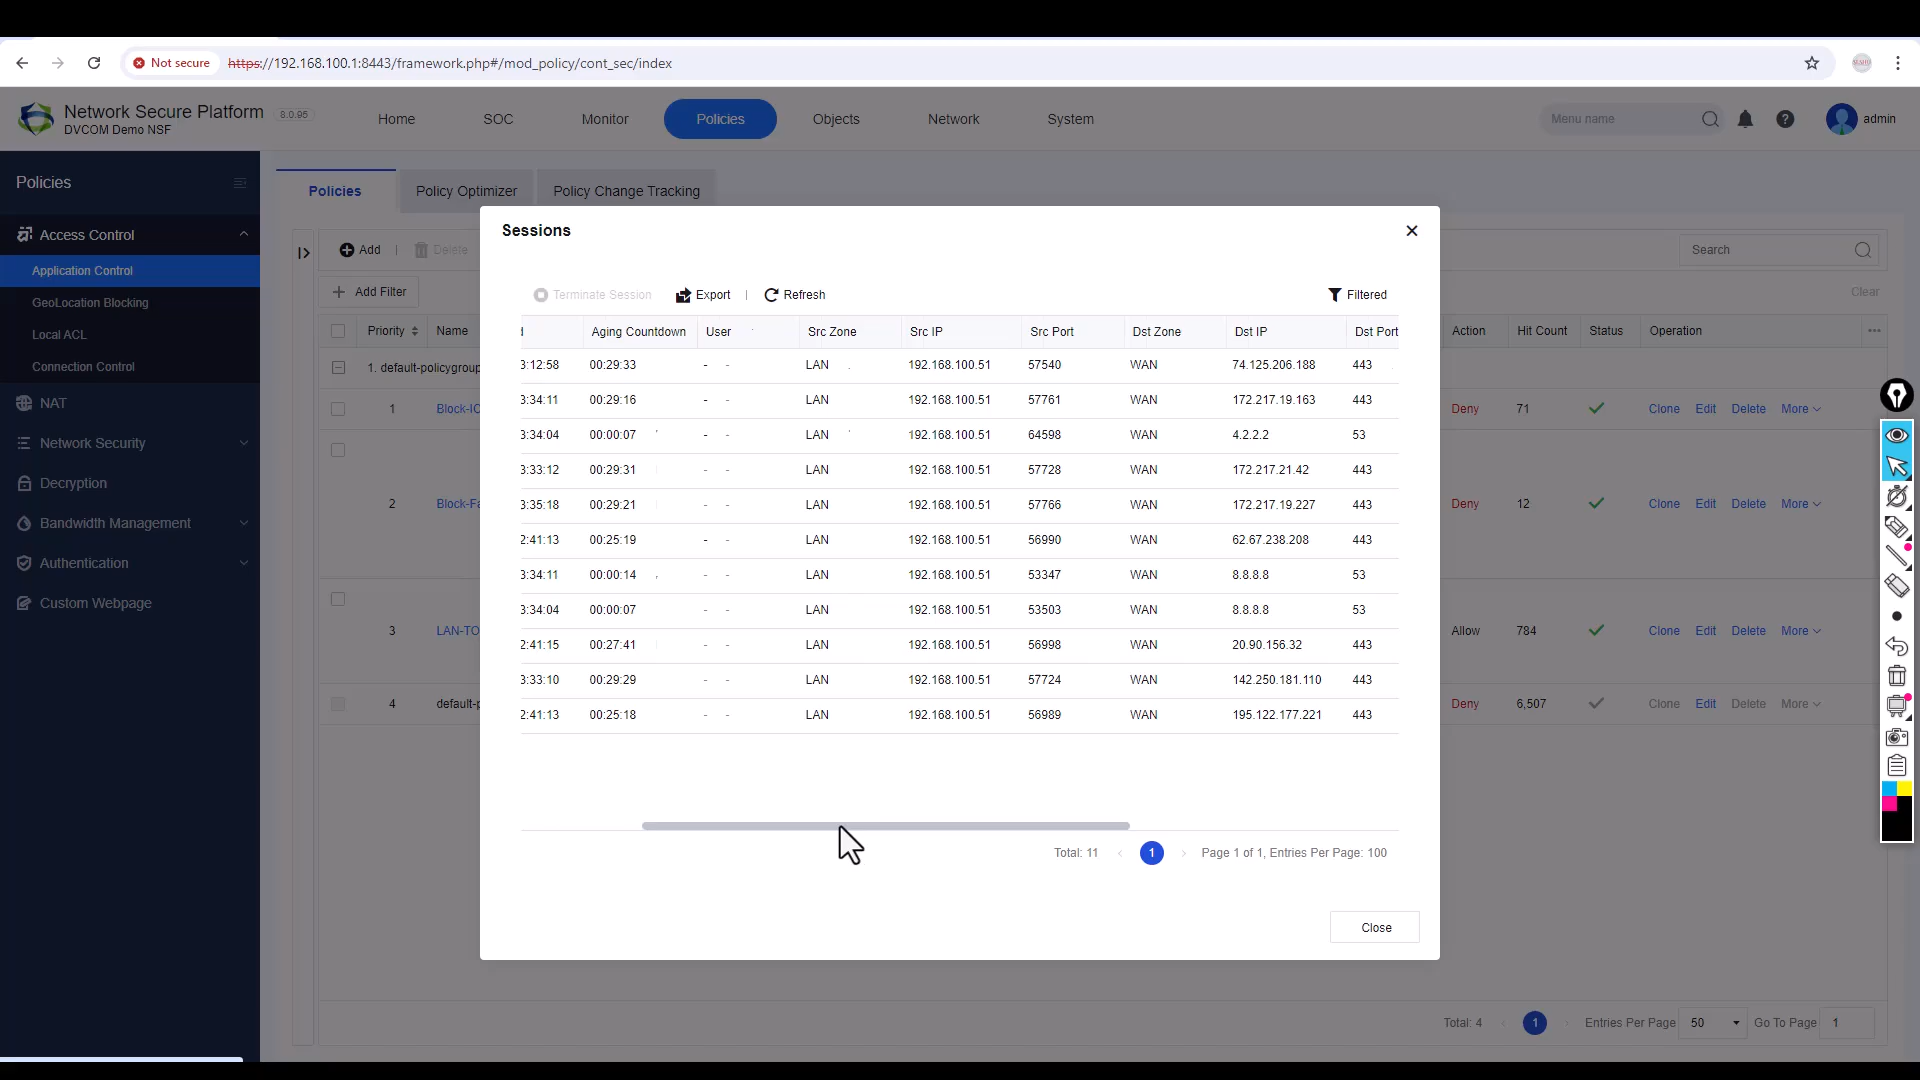 Not secure https://192.168.100.1:8443/framework.php#/mod_policy/cont_sec/index
Network Secure Platform 8.0.95
DVCOM Demo NSF
Home SOC Monitor Policies Objects Network System
Menu name
admin
Policies
Access Control
Application Control
GeoLocation Blocking
Local ACL
Connection Control
NAT
Network Security
Decryption
Bandwidth Management
Authentication
Custom Webpage
Policies Policy Optimizer Policy Change Tracking
Add | Delete
Search
Add Filter
Clear
Priority Name Action Hit Count Status Operation
1. default-policygroup
1 Block-IC Deny 71 Clone Edit Delete More
2 Block-Fa Deny 12 Clone Edit Delete More
3 LAN-TO Allow 784 Clone Edit Delete More
4 default-p Deny 6,507 Clone Edit Delete More
Total: 4 1 Entries Per Page 50 Go To Page 1
Sessions
Terminate Session Export | Refresh Filtered
Aging Countdown User Src Zone Src IP Src Port Dst Zone Dst IP Dst Port
3:12:58 00:29:33 - - LAN 192.168.100.51 57540 WAN 74.125.206.188 443
3:34:11 00:29:16 - - LAN 192.168.100.51 57761 WAN 172.217.19.163 443
3:34:04 00:00:07 - - LAN 192.168.100.51 64598 WAN 4.2.2.2 53
3:33:12 00:29:31 - - LAN 192.168.100.51 57728 WAN 172.217.21.42 443
3:35:18 00:29:21 - - LAN 192.168.100.51 57766 WAN 172.217.19.227 443
2:41:13 00:25:19 - - LAN 192.168.100.51 56990 WAN 62.67.238.208 443
3:34:11 00:00:14 - - LAN 192.168.100.51 53347 WAN 8.8.8.8 53
3:34:04 00:00:07 - - LAN 192.168.100.51 53503 WAN 8.8.8.8 53
2:41:15 00:27:41 - - LAN 192.168.100.51 56998 WAN 20.90.156.32 443
3:33:10 00:29:29 - - LAN 192.168.100.51 57724 WAN 142.250.181.110 443
2:41:13 00:25:18 - - LAN 192.168.100.51 56989 WAN 195.122.177.221 443
Total: 11 1 Page 1 of 1, Entries Per Page: 100
Close